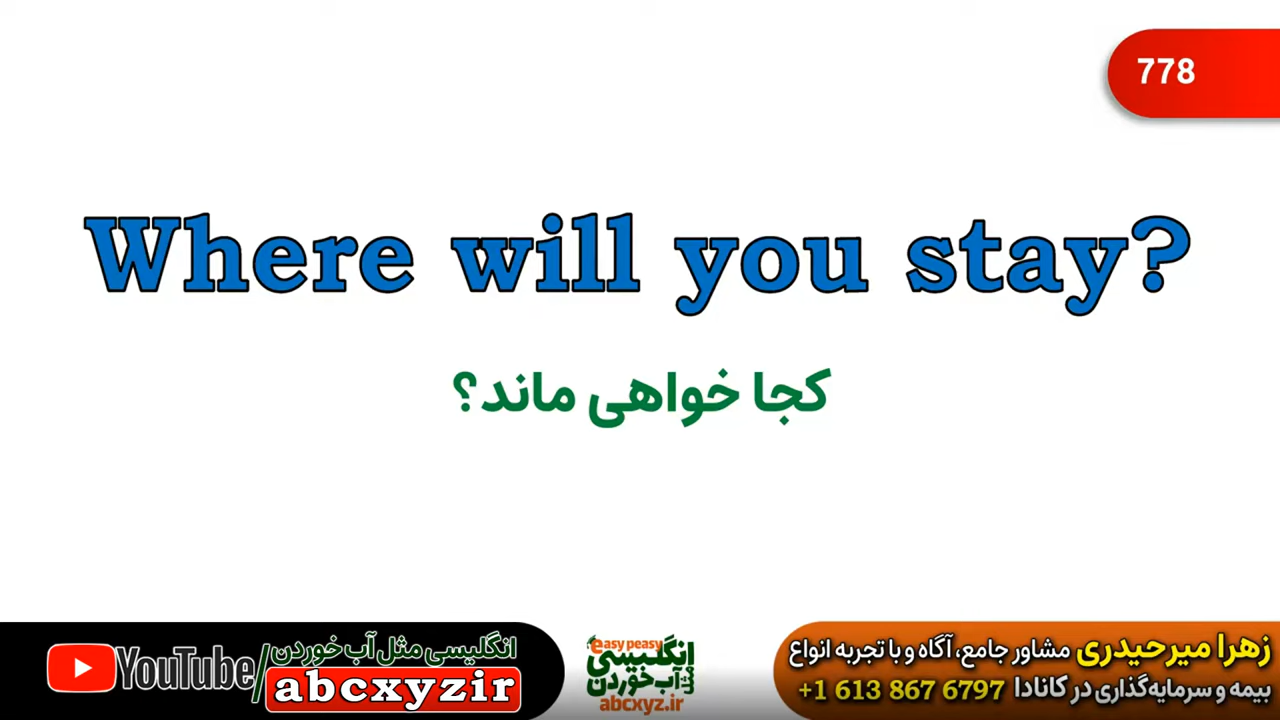 778
Where will you stay?
کجا خواهی ماند؟
YouTube/
انگلیسی مثل آب خوردن
abcxyzir
easy peasy
انگلیسی
مثل آب خوردن
abcxyz.ir
زهرا میرحیدری مشاور جامع، آگاه و با تجربه انواع
بیمه و سرمایه‌گذاری در کانادا 6797 867 613 1+